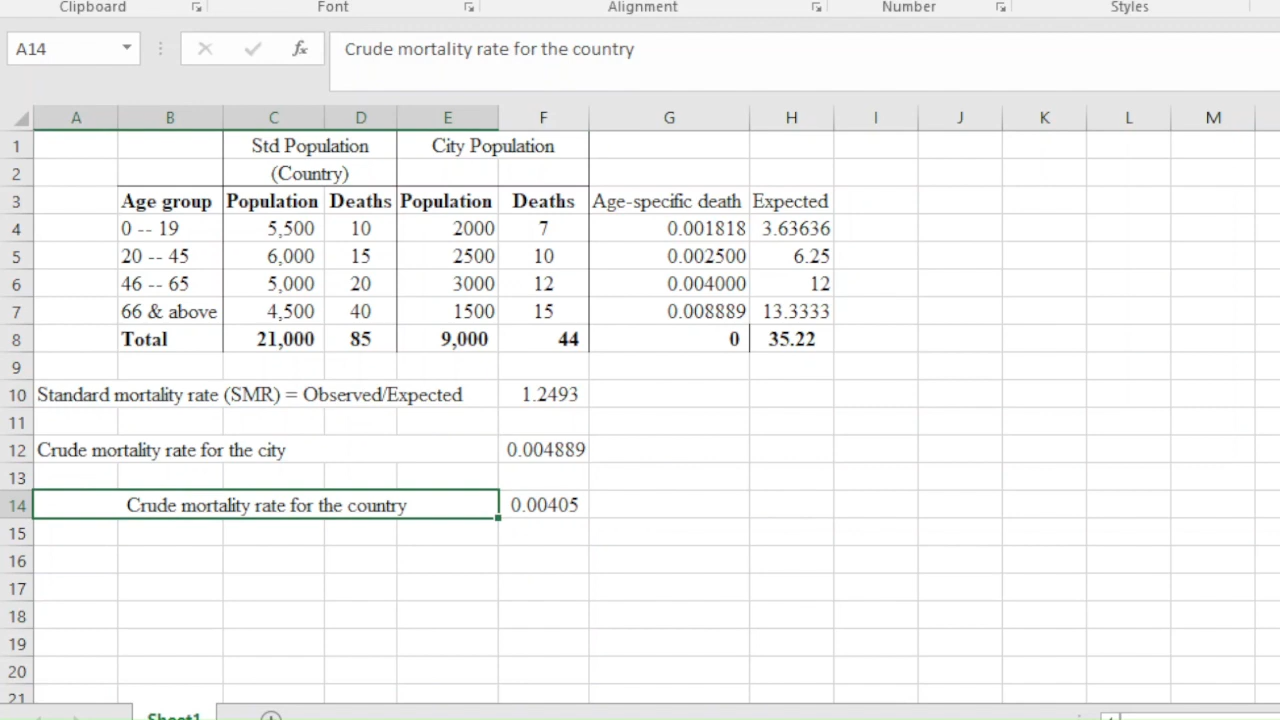 Clipboard Font Alignment Number Styles
A14 fx Crude mortality rate for the country
A B C D E F G H I J K L M
1 Std Population City Population
2 (Country)
3 Age group Population Deaths Population Deaths Age-specific death Expected
4 0 -- 19 5,500 10 2000 7 0.001818 3.63636
5 20 -- 45 6,000 15 2500 10 0.002500 6.25
6 46 -- 65 5,000 20 3000 12 0.004000 12
7 66 & above 4,500 40 1500 15 0.008889 13.3333
8 Total 21,000 85 9,000 44 0 35.22
9
10 Standard mortality rate (SMR) = Observed/Expected 1.2493
11
12 Crude mortality rate for the city 0.004889
13
14 Crude mortality rate for the country 0.00405
15
16
17
18
19
20
21
Sheet1